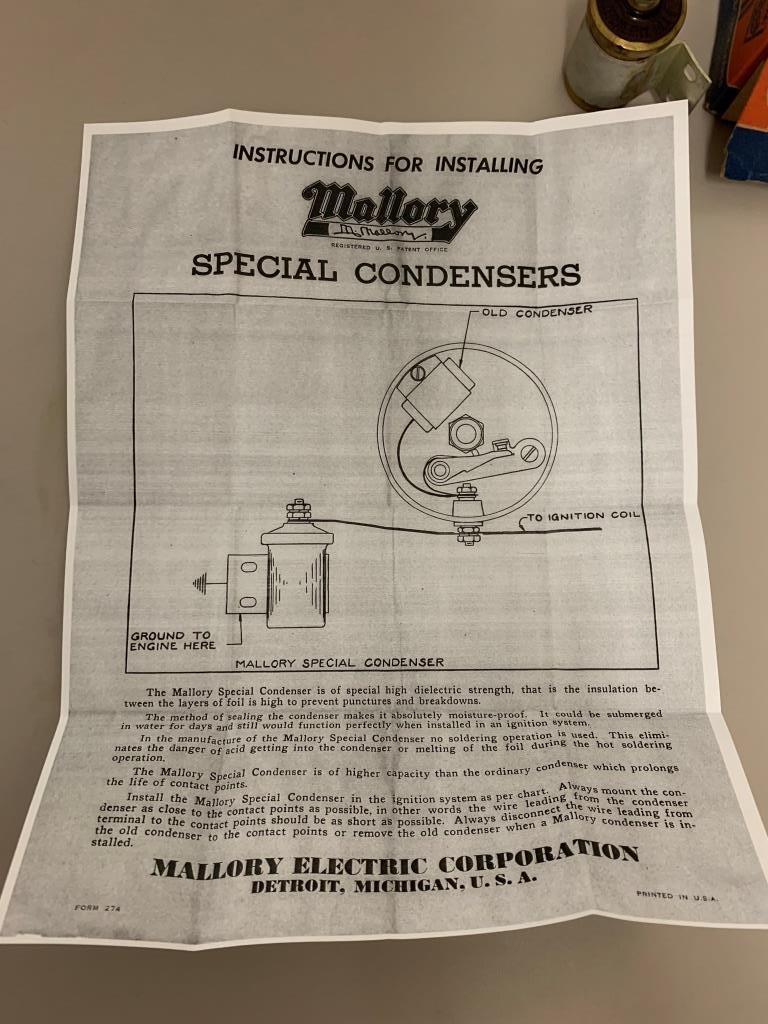 INSTRUCTIONS FOR INSTALLING
Mallory
M. Mallory.
REGISTERED U. S. PATENT OFFICE
SPECIAL CONDENSERS
OLD CONDENSER
TO IGNITION COIL
GROUND TO
ENGINE HERE
MALLORY SPECIAL CONDENSER
The Mallory Special Condenser is of special high dielectric strength, that is the insulation be-
tween the layers of foil is high to prevent punctures and breakdowns.
The method of sealing the condenser makes it absolutely moisture-proof. It could be submerged
in water for days and still would function perfectly when installed in an ignition system.
In the manufacture of the Mallory Special Condenser no soldering operation is used. This elimi-
nates the danger of acid getting into the condenser or melting of the foil during the hot soldering
operation.
The Mallory Special Condenser is of higher capacity than the ordinary condenser which prolongs
the life of contact points.
Install the Mallory Special Condenser in the ignition system as per chart. Always mount the con-
denser as close to the contact points as possible, in other words the wire leading from the condenser
terminal to the contact points should be as short as possible. Always disconnect the wire leading from
the old condenser to the contact points or remove the old condenser when a Mallory condenser is in-
stalled.
MALLORY ELECTRIC CORPORATION
DETROIT, MICHIGAN, U. S. A.
FORM 274
PRINTED IN U.S.A.